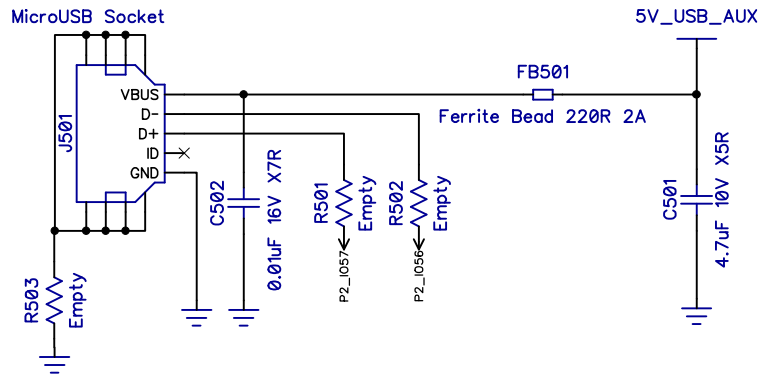 MicroUSB Socket
5V_USB_AUX
FB501
VBUS
D-
Ferrite Bead 220R 2A
J501
D+
ID
GND
C502
0.01uF 16V X7R
R501
Empty
R502
Empty
C501
4.7uF 10V X5R
P2_IO57
P2_IO56
R503
Empty